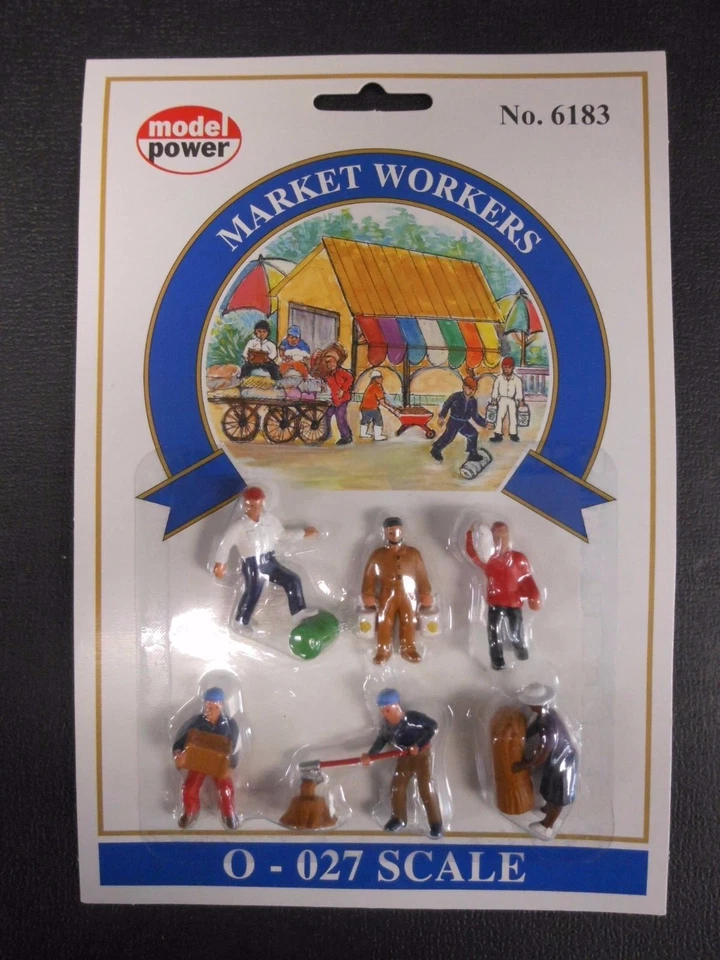 model
power
No. 6183
MARKET WORKERS
O - 027 SCALE